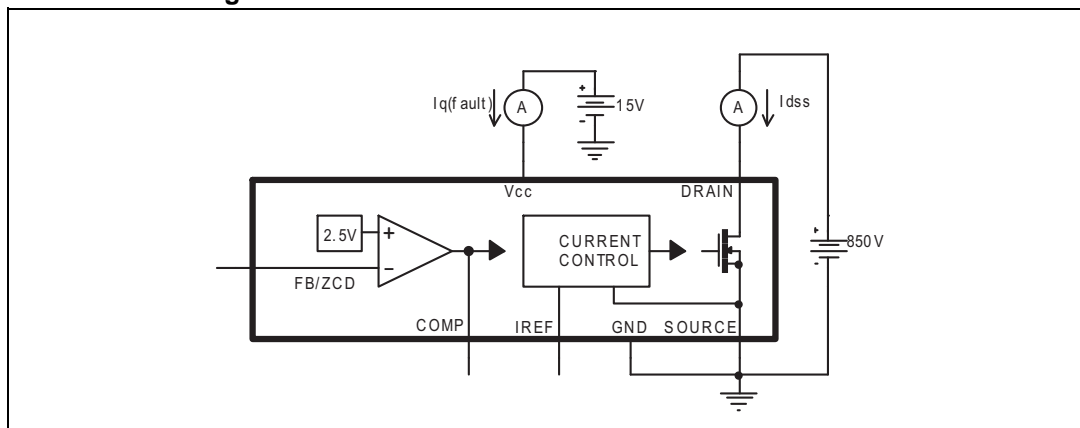 Iq(fault)
A
+
-
15V
A
Idss
Vcc
DRAIN
2.5V
+
-
FB/ZCD
CURRENT
CONTROL
+
-
850V
COMP
IREF
GND
SOURCE